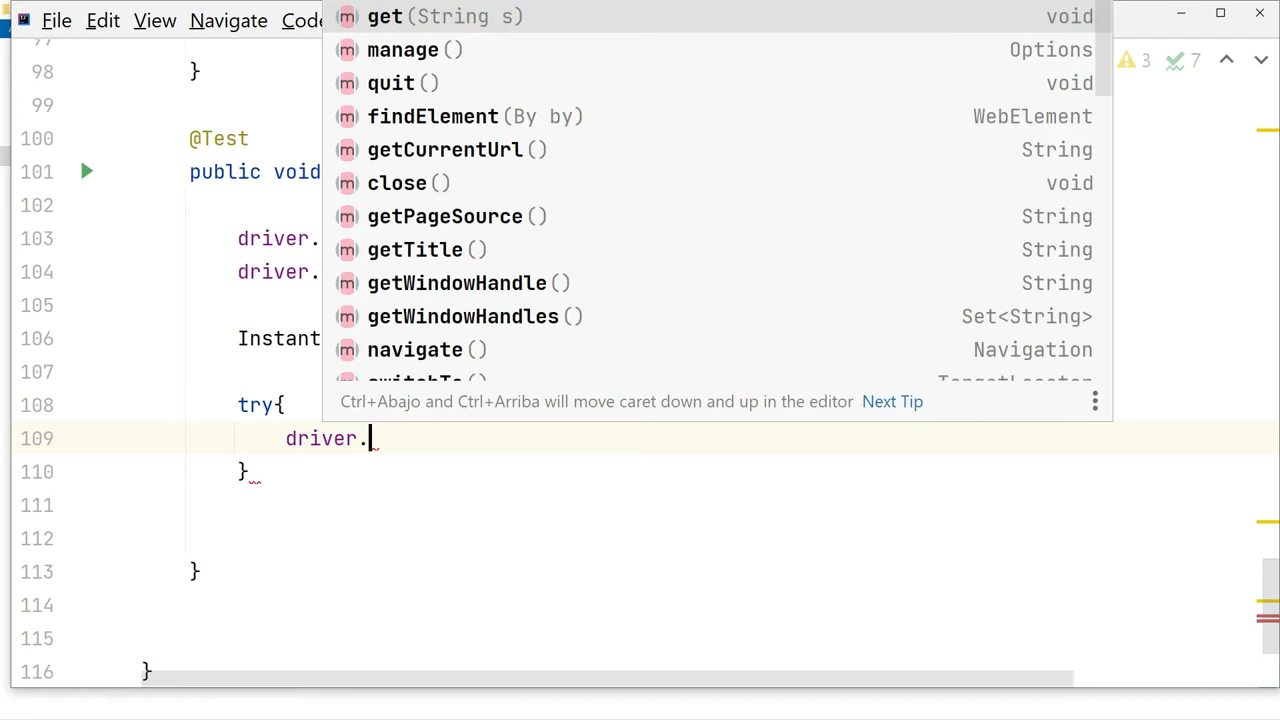 File Edit View Navigate Code
get(String s) void
manage() Options
quit() void
findElement(By by) WebElement
getCurrentUrl() String
close() void
getPageSource() String
getTitle() String
getWindowHandle() String
getWindowHandles() Set<String>
navigate() Navigation
Ctrl+Abajo and Ctrl+Arriba will move caret down and up in the editor Next Tip
3 7
98 }
99
100 @Test
101 public void
102
103 driver.
104 driver.
105
106 Instant
107
108 try{
109 driver.
110 }
111
112
113 }
114
115
116 }